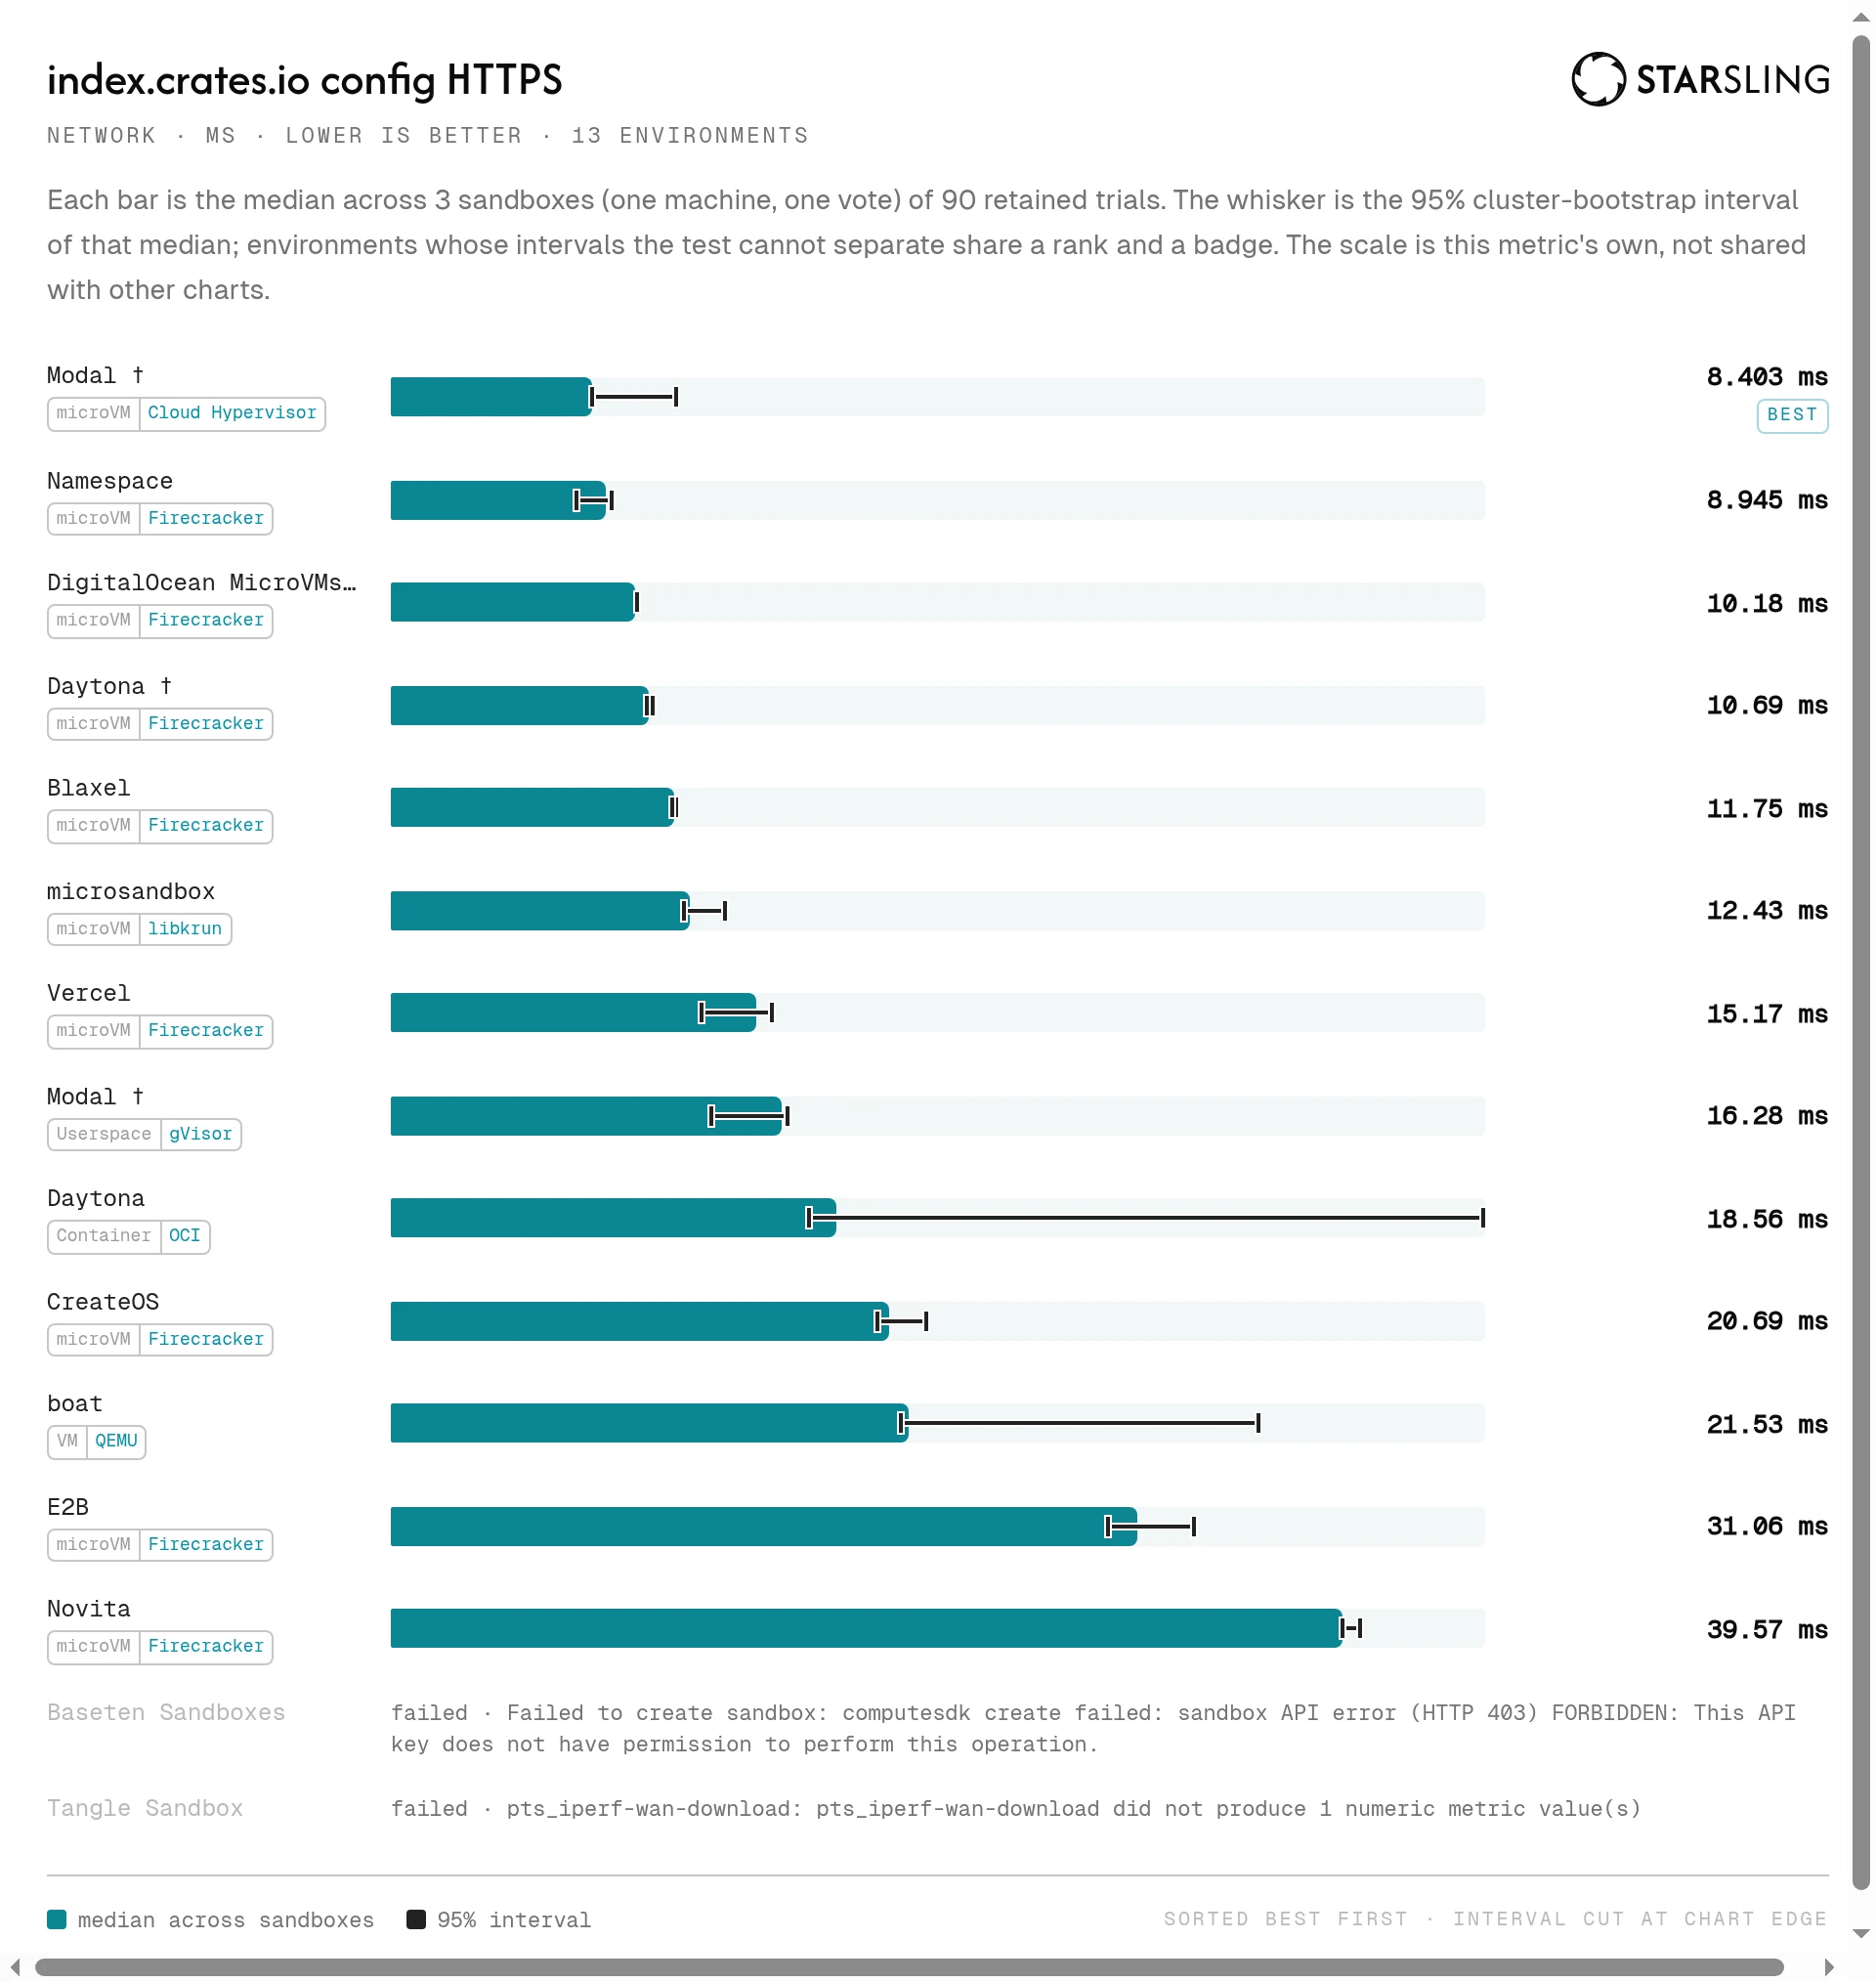 index.crates.io config HTTPS
STARSLING
NETWORK · MS · LOWER IS BETTER · 13 ENVIRONMENTS
Each bar is the median across 3 sandboxes (one machine, one vote) of 90 retained trials. The whisker is the 95% cluster-bootstrap interval
of that median; environments whose intervals the test cannot separate share a rank and a badge. The scale is this metric's own, not shared
with other charts.
Modal †
microVM Cloud Hypervisor
8.403 ms
BEST
Namespace
microVM Firecracker
8.945 ms
DigitalOcean MicroVMs…
microVM Firecracker
10.18 ms
Daytona †
microVM Firecracker
10.69 ms
Blaxel
microVM Firecracker
11.75 ms
microsandbox
microVM libkrun
12.43 ms
Vercel
microVM Firecracker
15.17 ms
Modal †
Userspace gVisor
16.28 ms
Daytona
Container OCI
18.56 ms
CreateOS
microVM Firecracker
20.69 ms
boat
VM QEMU
21.53 ms
E2B
microVM Firecracker
31.06 ms
Novita
microVM Firecracker
39.57 ms
Baseten Sandboxes
failed · Failed to create sandbox: computesdk create failed: sandbox API error (HTTP 403) FORBIDDEN: This API
key does not have permission to perform this operation.
Tangle Sandbox
failed · pts_iperf-wan-download: pts_iperf-wan-download did not produce 1 numeric metric value(s)
median across sandboxes
95% interval
SORTED BEST FIRST · INTERVAL CUT AT CHART EDGE